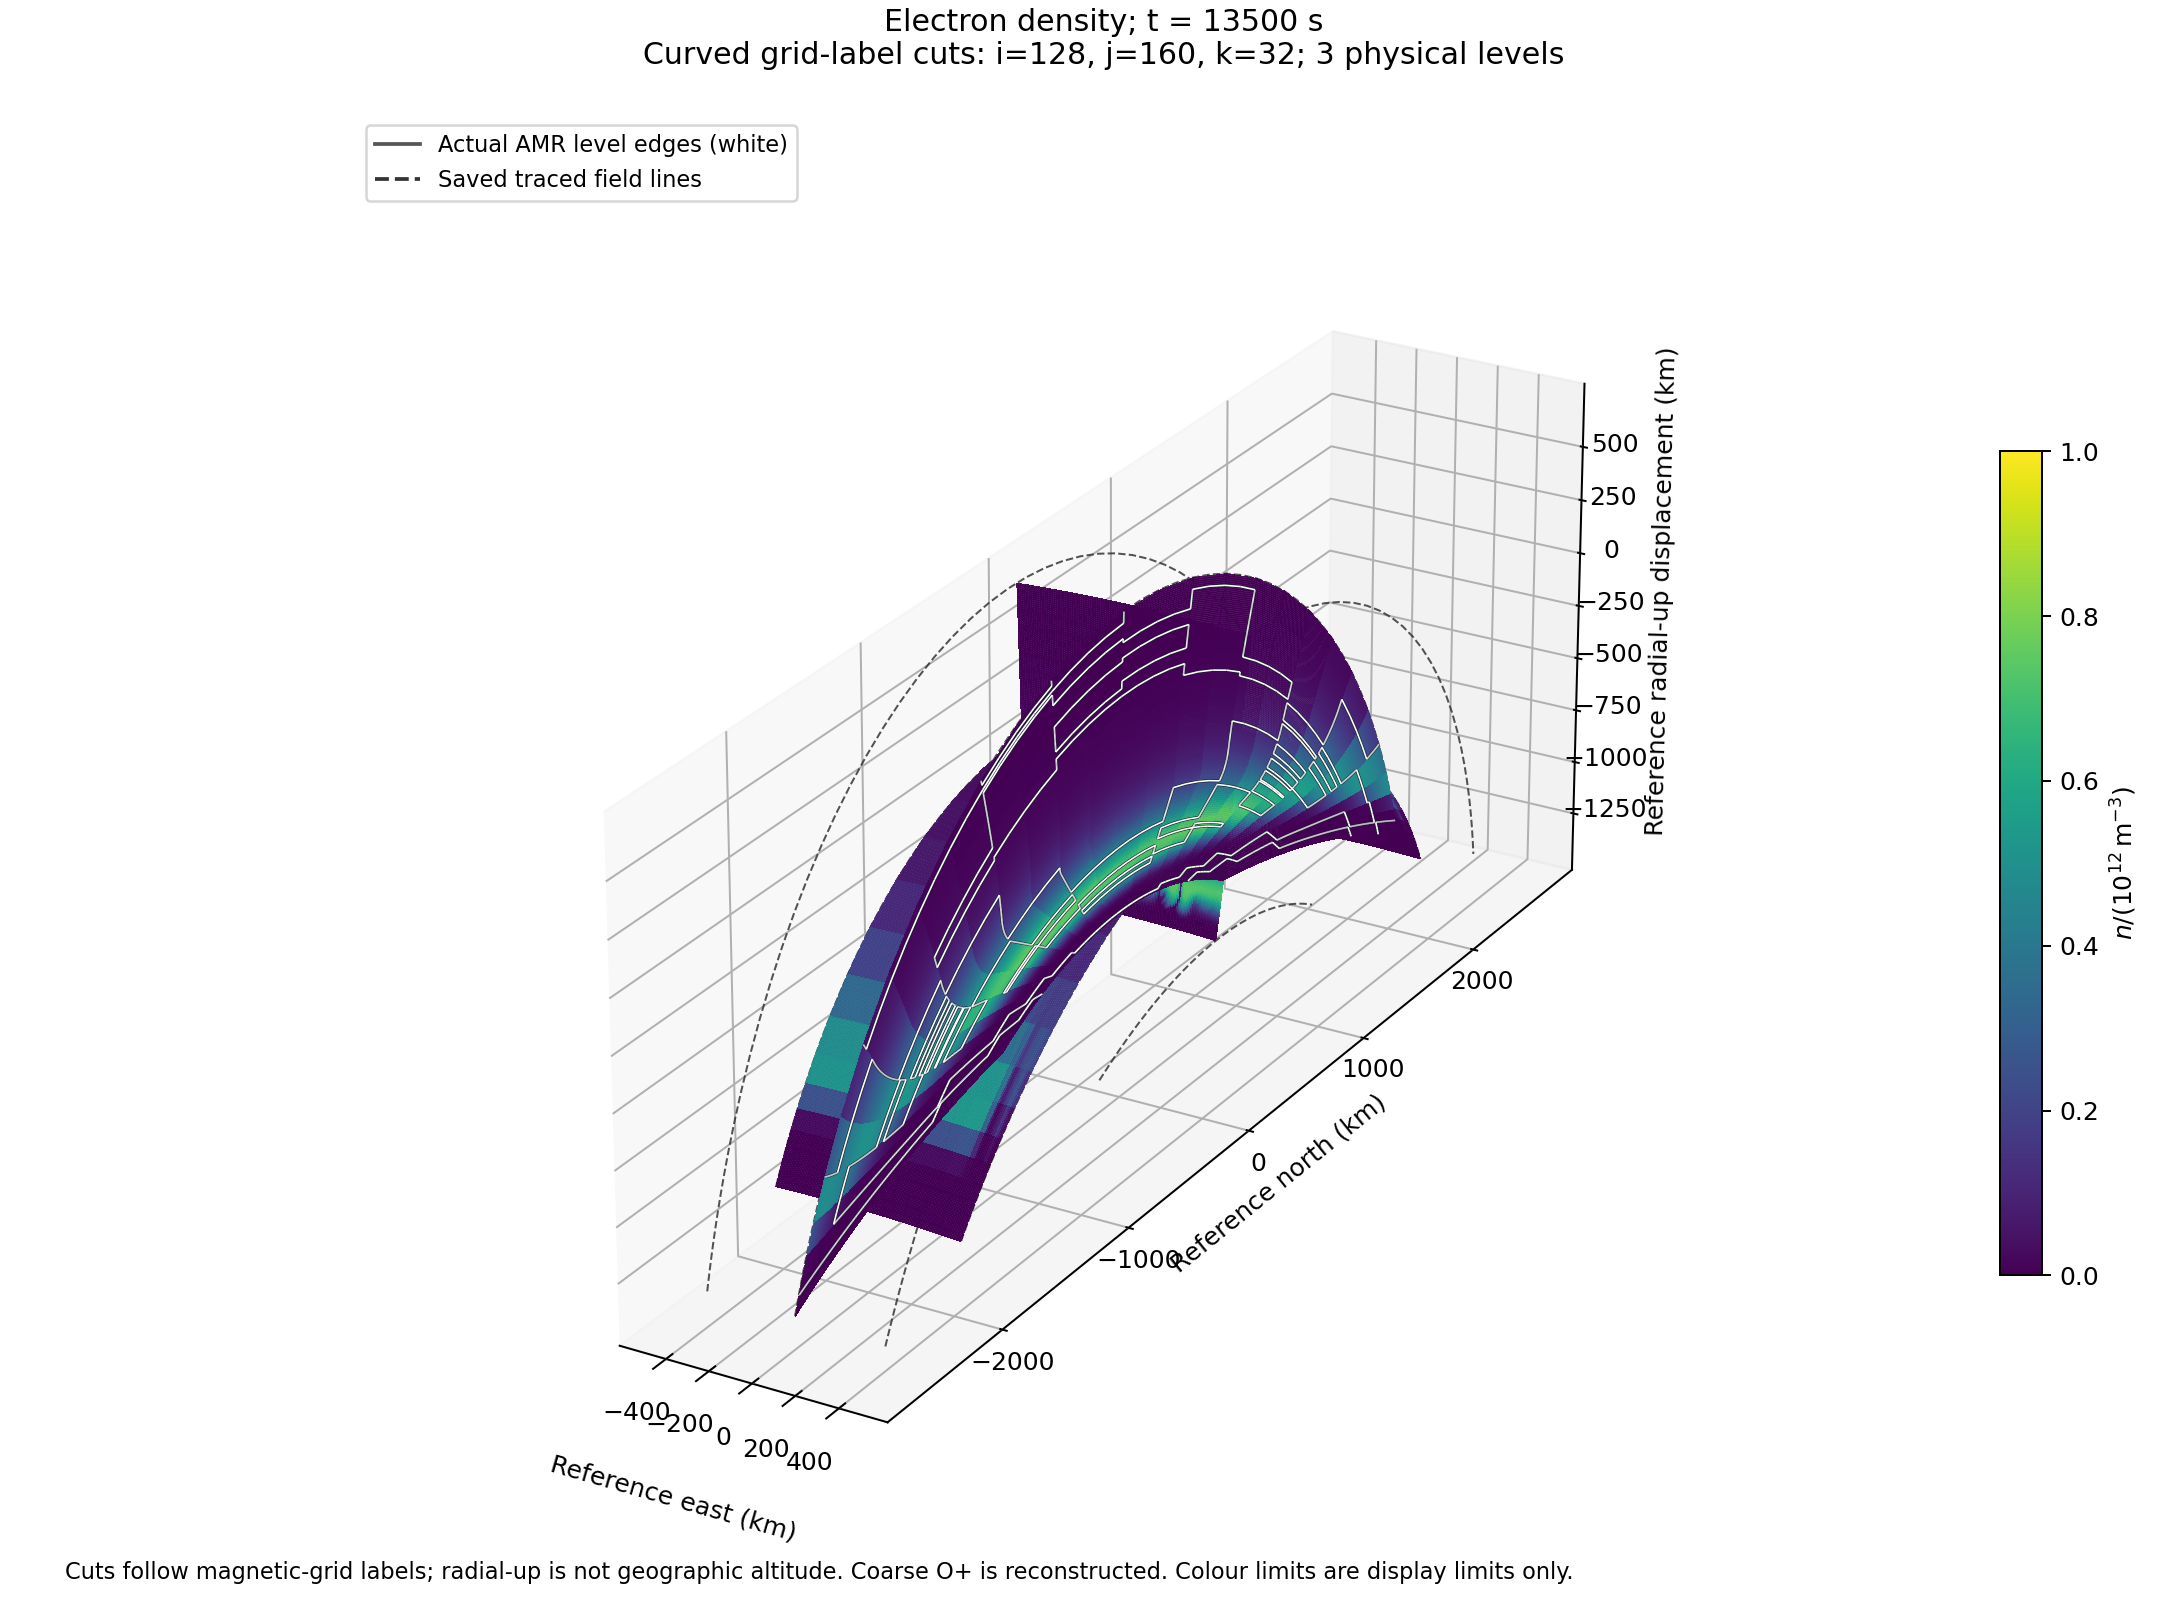 Electron density; t = 13500 s
Curved grid-label cuts: i=128, j=160, k=32; 3 physical levels
Actual AMR level edges (white)
Saved traced field lines
500
250
0
−250
−500
−750
−1000
−1250
Reference radial-up displacement (km)
2000
1000
0
−1000
−2000
Reference north (km)
−400
−200
0
200
400
Reference east (km)
1.0
0.8
0.6
0.4
0.2
0.0
n/(10¹² m⁻³)
Cuts follow magnetic-grid labels; radial-up is not geographic altitude. Coarse O+ is reconstructed. Colour limits are display limits only.